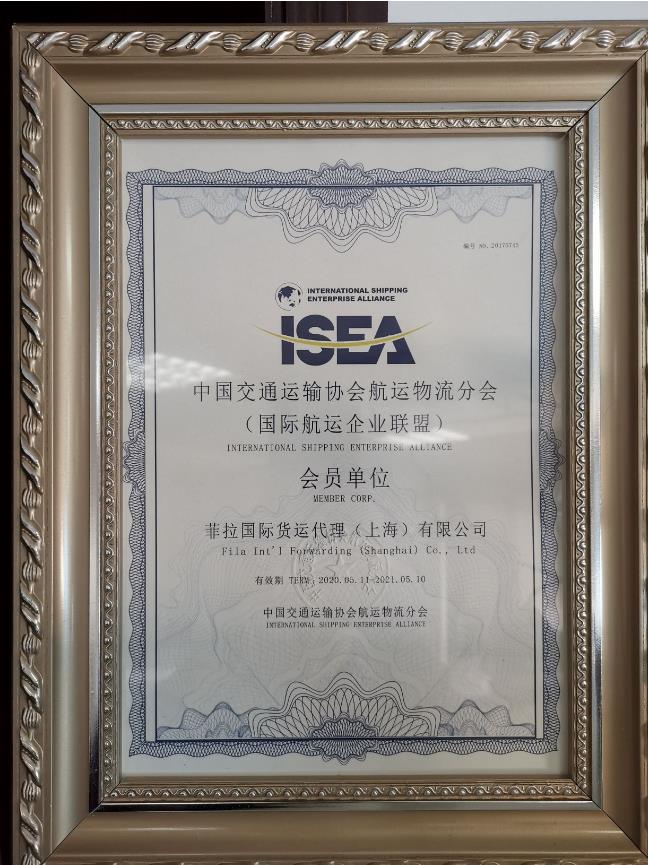 编号 NO. 20175745
INTERNATIONAL SHIPPING
ENTERPRISE ALLIANCE
ISEA
中国交通运输协会航运物流分会
（国际航运企业联盟）
INTERNATIONAL SHIPPING ENTERPRISE ALLIANCE
会员单位
MEMBER CORP.
菲拉国际货运代理（上海）有限公司
Fila Int'l Forwarding (Shanghai) Co., Ltd
有效期 TERM：2020.05.11-2021.05.10
中国交通运输协会航运物流分会
INTERNATIONAL SHIPPING ENTERPRISE ALLIANCE